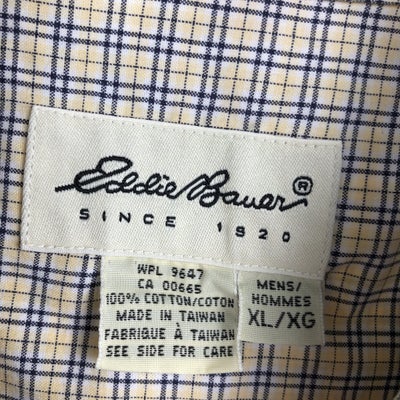 Eddie Bauer®
SINCE 1920
WPL 9647
CA 00665
100% COTTON/COTON
MADE IN TAIWAN
FABRIQUÉ À TAIWAN
SEE SIDE FOR CARE
MENS/
HOMMES
XL/XG